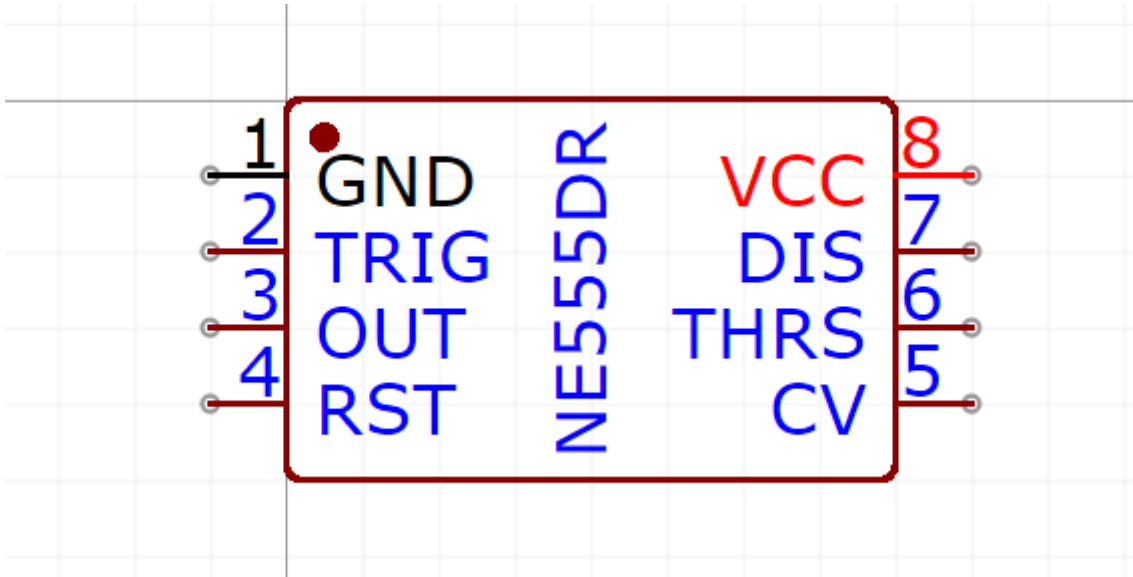 1 GND
2 TRIG
3 OUT
4 RST
NE555DR
VCC 8
DIS 7
THRS 6
CV 5